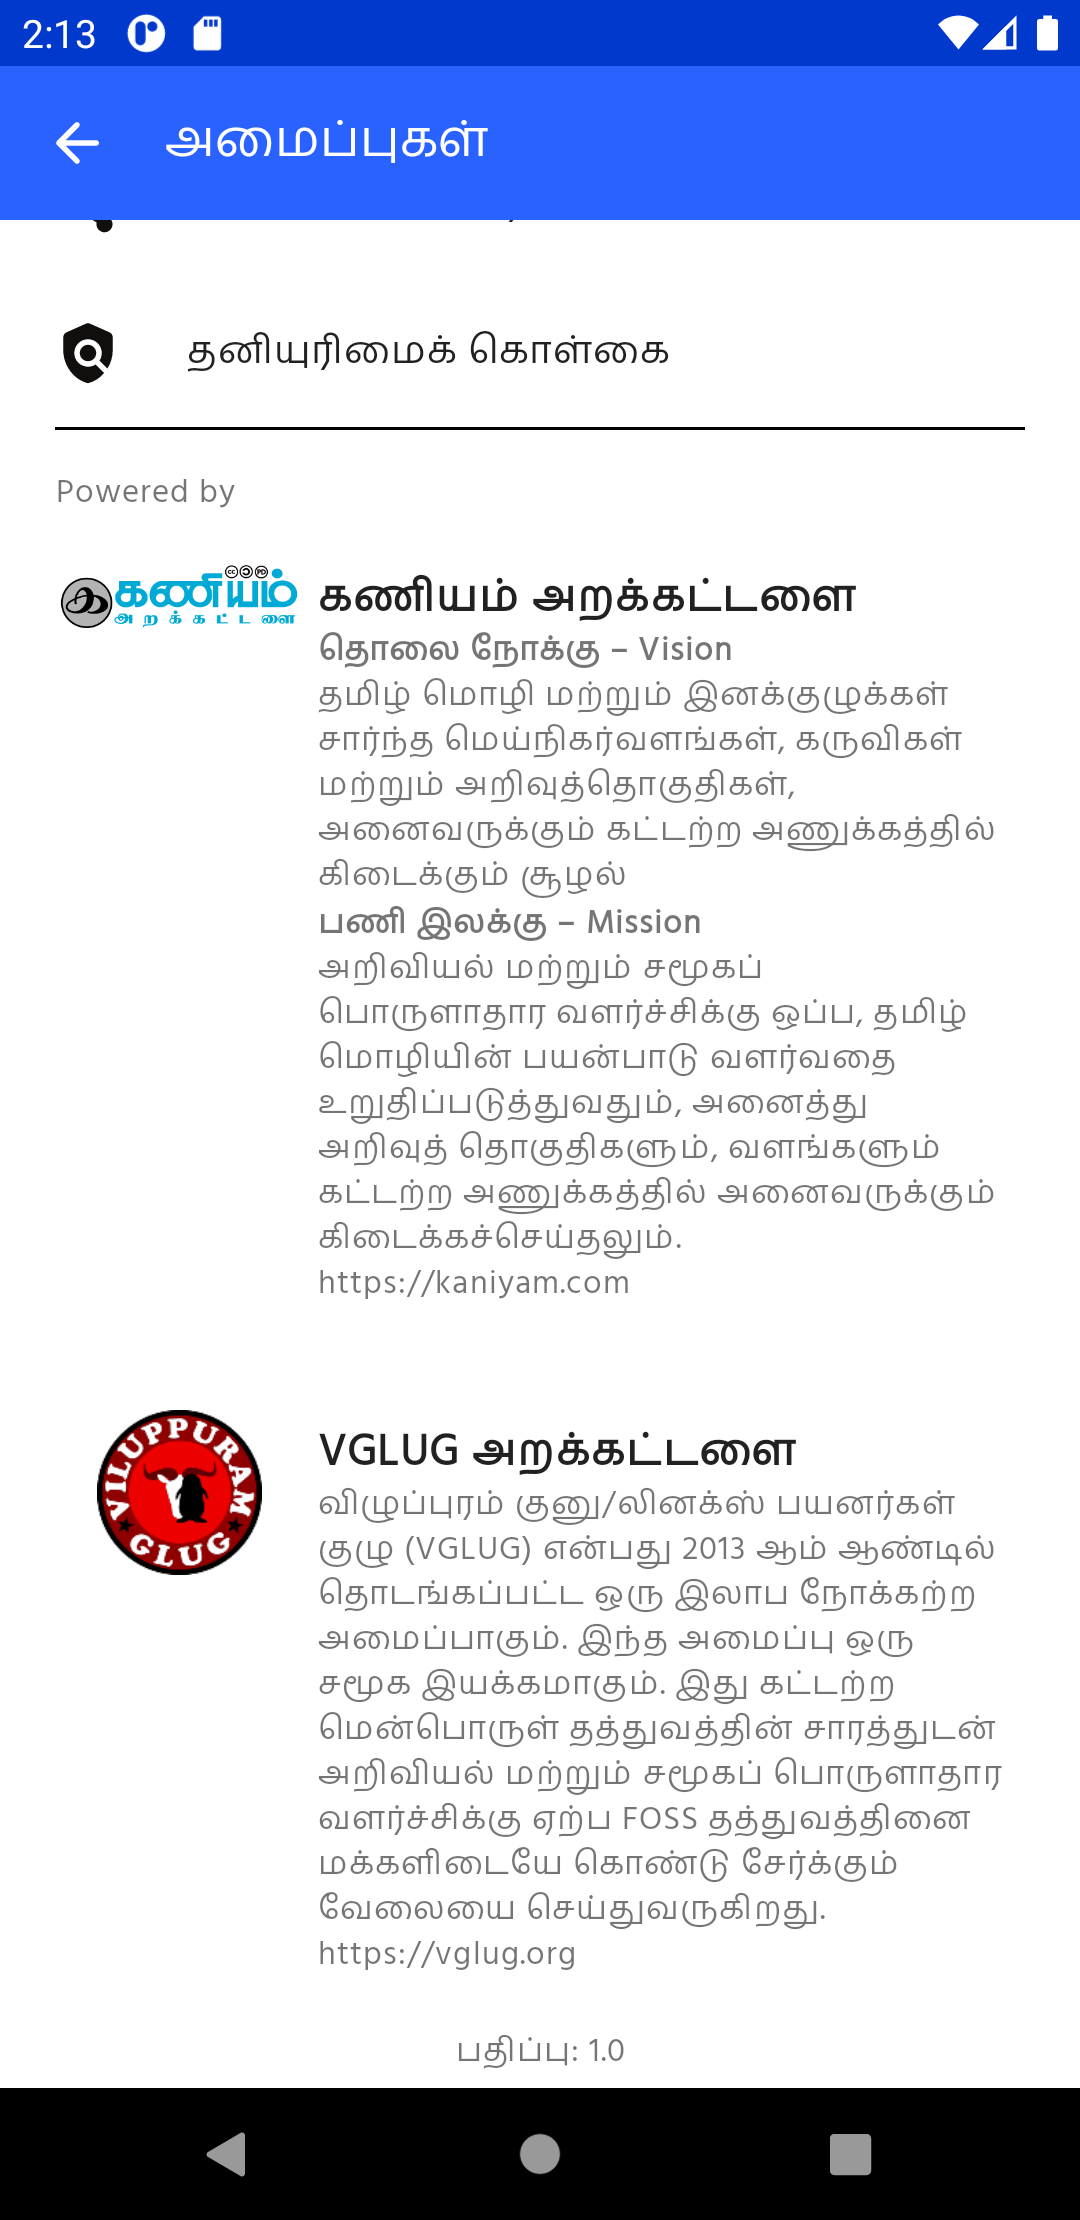 2:13
அமைப்புகள்
தனியுரிமைக் கொள்கை
Powered by
கணியம்
அறக்கட்டளை
கணியம் அறக்கட்டளை
தொலை நோக்கு – Vision
தமிழ் மொழி மற்றும் இனக்குழுக்கள்
சார்ந்த மெய்நிகர்வளங்கள், கருவிகள்
மற்றும் அறிவுத்தொகுதிகள்,
அனைவருக்கும் கட்டற்ற அணுக்கத்தில்
கிடைக்கும் சூழல்
பணி இலக்கு – Mission
அறிவியல் மற்றும் சமூகப்
பொருளாதார வளர்ச்சிக்கு ஒப்ப, தமிழ்
மொழியின் பயன்பாடு வளர்வதை
உறுதிப்படுத்துவதும், அனைத்து
அறிவுத் தொகுதிகளும், வளங்களும்
கட்டற்ற அணுக்கத்தில் அனைவருக்கும்
கிடைக்கச்செய்தலும்.
https://kaniyam.com
VILUPPURAM
GLUG
VGLUG அறக்கட்டளை
விழுப்புரம் குனு/லினக்ஸ் பயனர்கள்
குழு (VGLUG) என்பது 2013 ஆம் ஆண்டில்
தொடங்கப்பட்ட ஒரு இலாப நோக்கற்ற
அமைப்பாகும். இந்த அமைப்பு ஒரு
சமூக இயக்கமாகும். இது கட்டற்ற
மென்பொருள் தத்துவத்தின் சாரத்துடன்
அறிவியல் மற்றும் சமூகப் பொருளாதார
வளர்ச்சிக்கு ஏற்ப FOSS தத்துவத்தினை
மக்களிடையே கொண்டு சேர்க்கும்
வேலையை செய்துவருகிறது.
https://vglug.org
பதிப்பு: 1.0